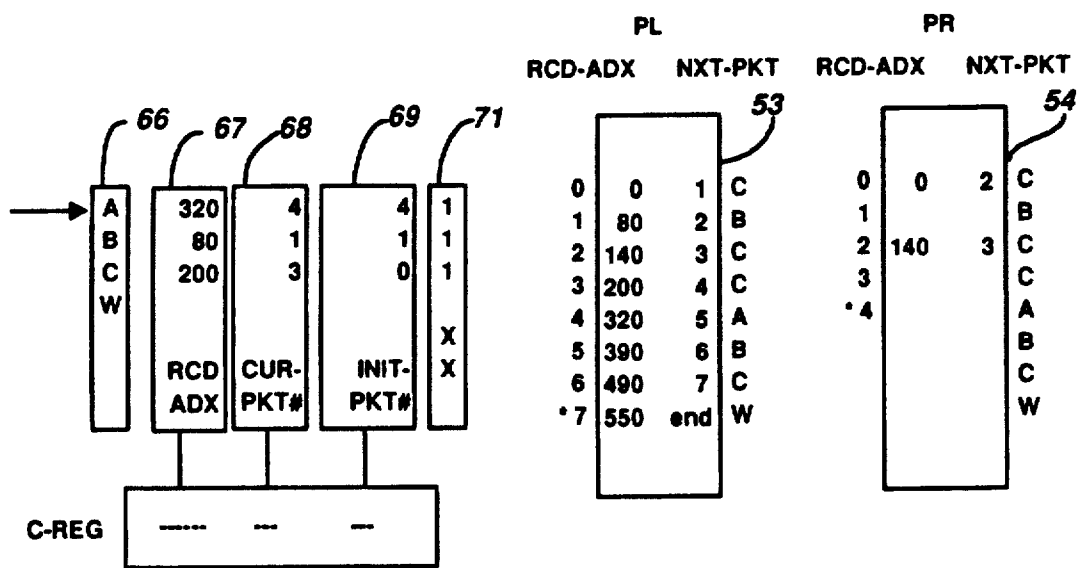 PL PR
RCD-ADX NXT-PKT RCD-ADX NXT-PKT
66 67 68 69 71 53 54
A 320 4 4 1
B 80 1 1 1
C 200 3 0 1
W
X
X
RCD ADX
CUR-PKT#
INIT-PKT#
C-REG ------ --- ---
0 0 1 C
1 80 2 B
2 140 3 C
3 200 4 C
4 320 5 A
5 390 6 B
6 490 7 C
*7 550 end W
0 0 2 C
1 B
2 140 3 C
3 C
*4 A
B
C
W